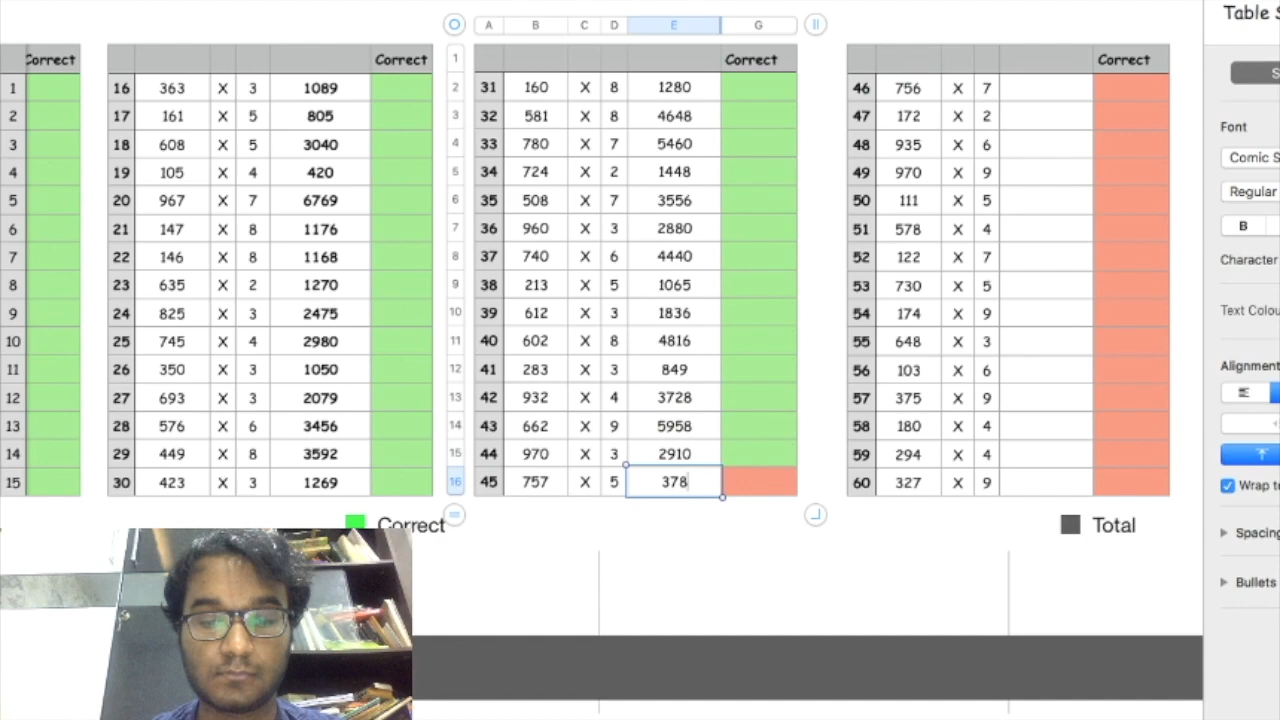 Table S
A B C D E G
Correct Correct Correct Correct
1
1 16 363 X 3 1089 2 31 160 X 8 1280 46 756 X 7
2 17 161 X 5 805 3 32 581 X 8 4648 47 172 X 2
3 18 608 X 5 3040 4 33 780 X 7 5460 48 935 X 6
4 19 105 X 4 420 5 34 724 X 2 1448 49 970 X 9
5 20 967 X 7 6769 6 35 508 X 7 3556 50 111 X 5
6 21 147 X 8 1176 7 36 960 X 3 2880 51 578 X 4
7 22 146 X 8 1168 8 37 740 X 6 4440 52 122 X 7
8 23 635 X 2 1270 9 38 213 X 5 1065 53 730 X 5
9 24 825 X 3 2475 10 39 612 X 3 1836 54 174 X 9
10 25 745 X 4 2980 11 40 602 X 8 4816 55 648 X 3
11 26 350 X 3 1050 12 41 283 X 3 849 56 103 X 6
12 27 693 X 3 2079 13 42 932 X 4 3728 57 375 X 9
13 28 576 X 6 3456 14 43 662 X 9 5958 58 180 X 4
14 29 449 X 8 3592 15 44 970 X 3 2910 59 294 X 4
15 30 423 X 3 1269 16 45 757 X 5 378 60 327 X 9
Correct
Total
S
Font
Comic S
Regular
B
Character
Text Colou
Alignment
Wrap te
Spacing
Bullets